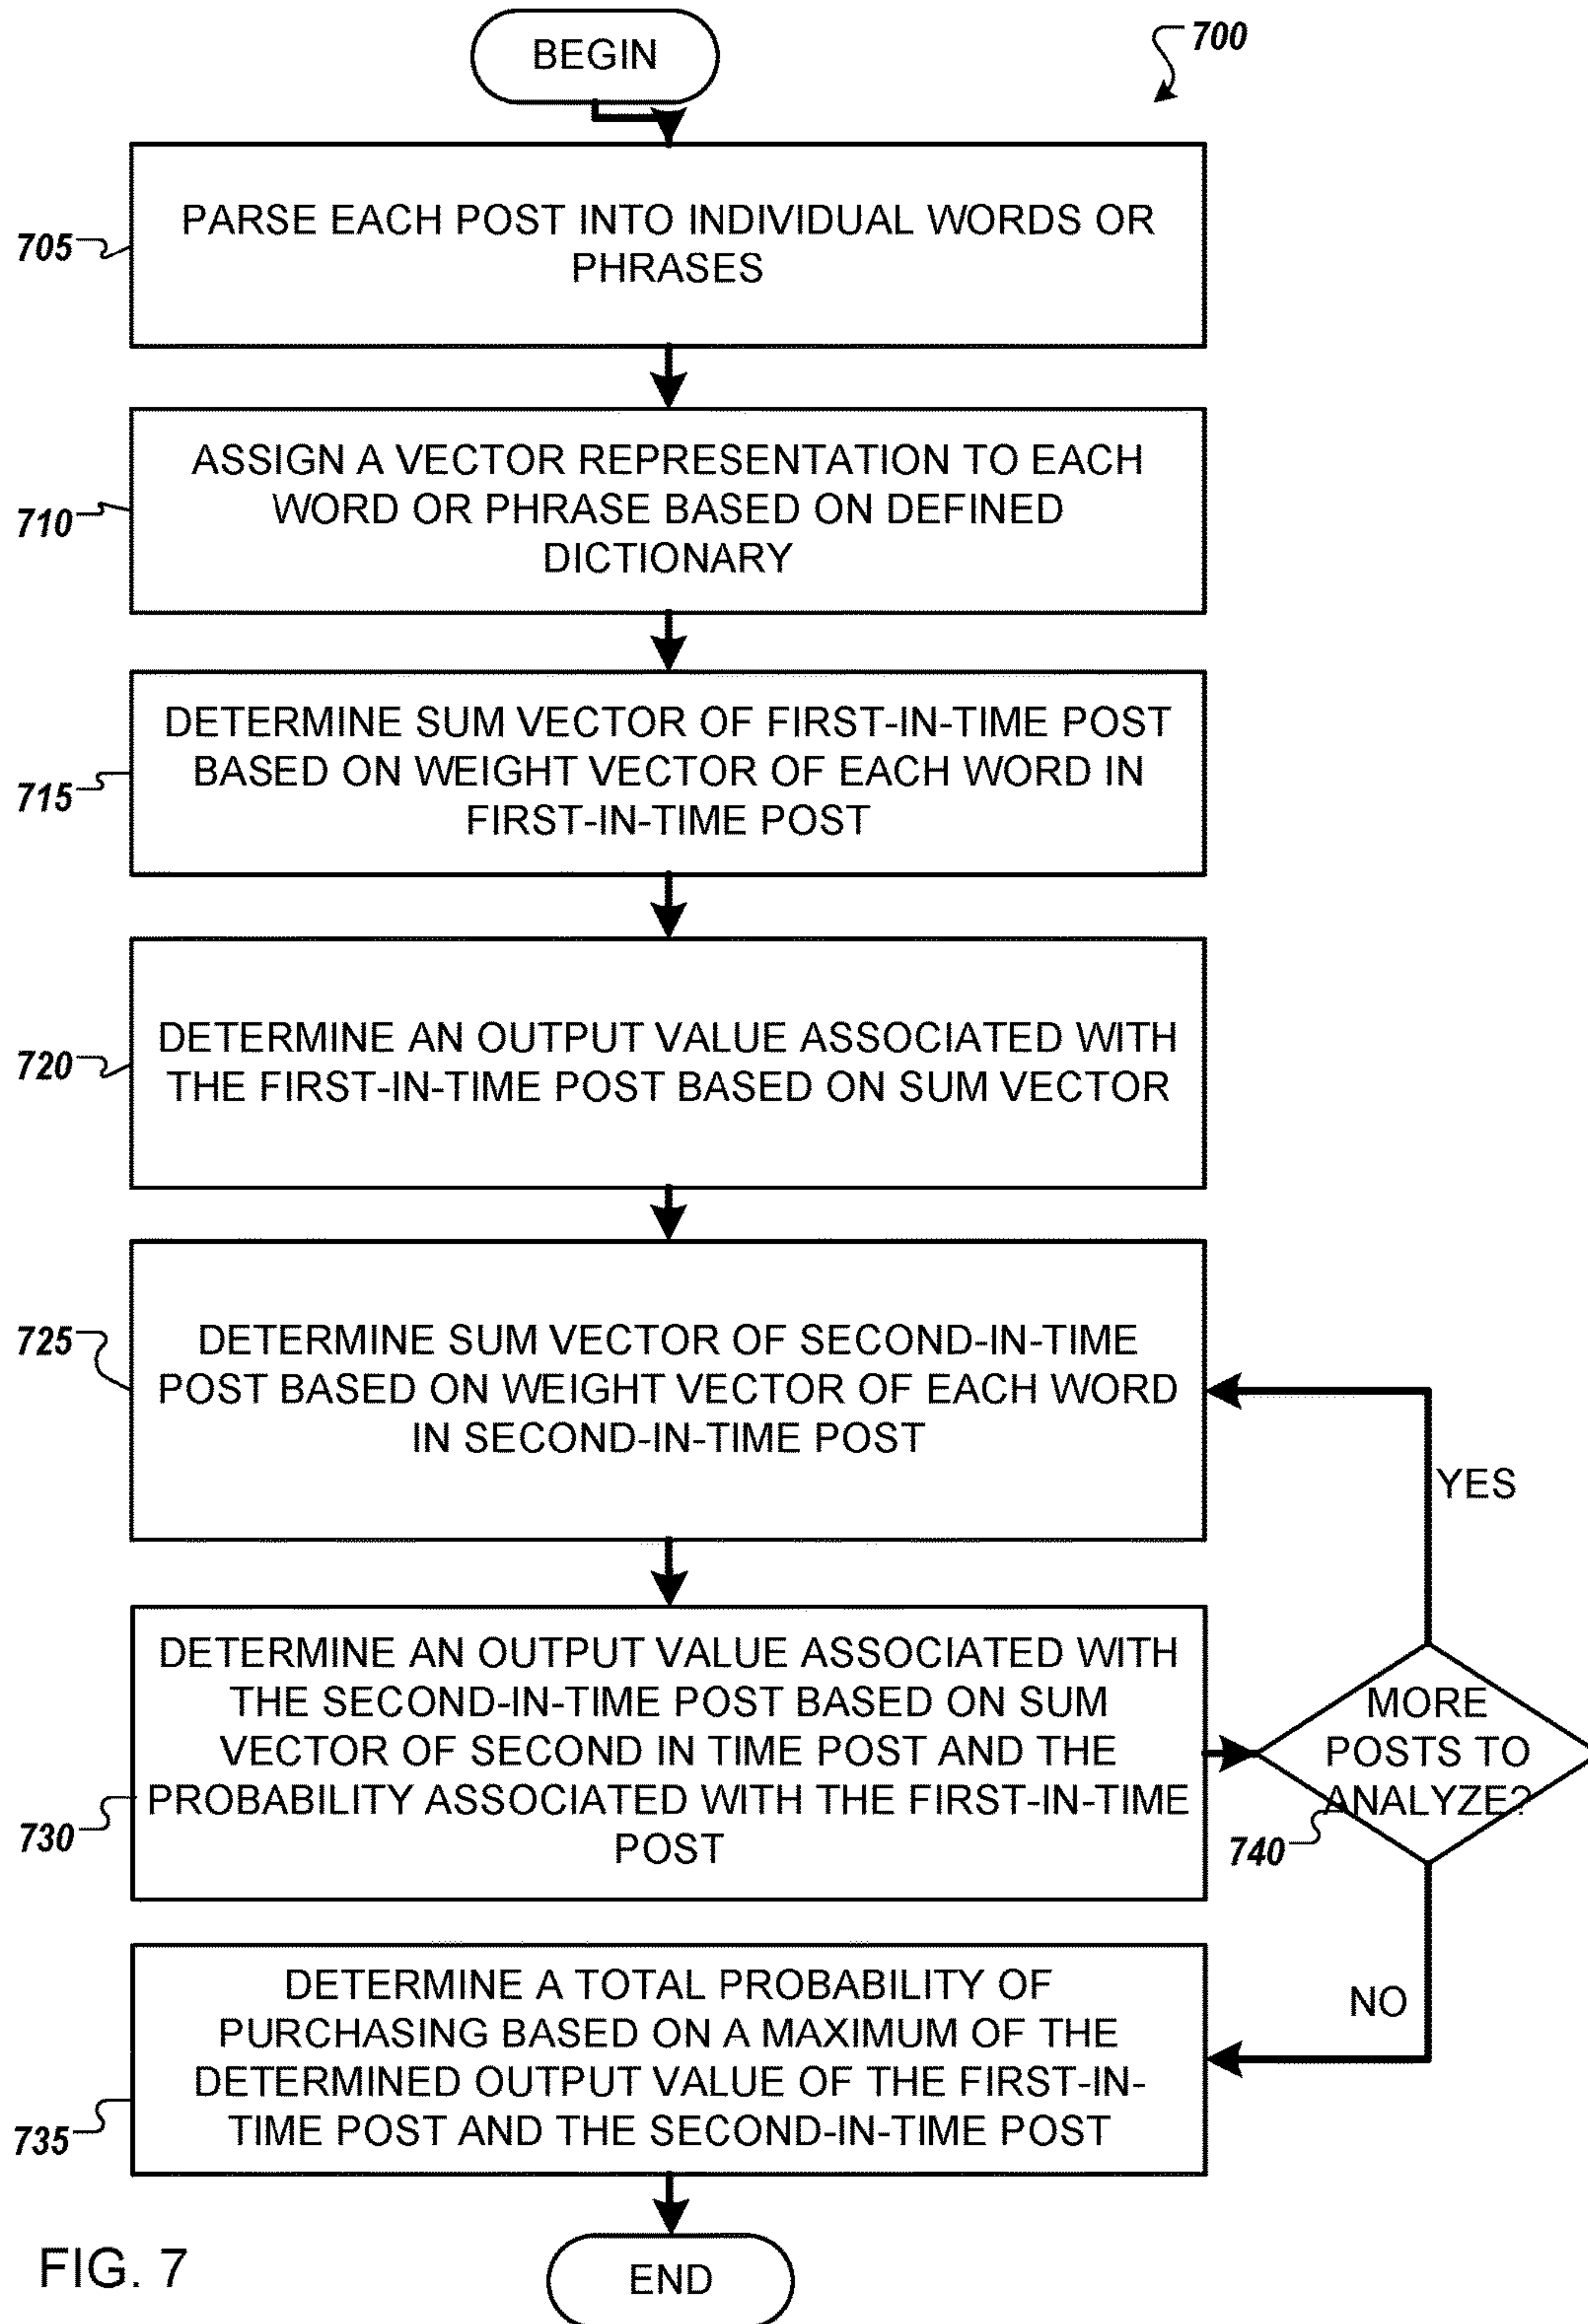 BEGIN
700
PARSE EACH POST INTO INDIVIDUAL WORDS OR
PHRASES
705
ASSIGN A VECTOR REPRESENTATION TO EACH
WORD OR PHRASE BASED ON DEFINED
DICTIONARY
710
DETERMINE SUM VECTOR OF FIRST-IN-TIME POST
BASED ON WEIGHT VECTOR OF EACH WORD IN
FIRST-IN-TIME POST
715
DETERMINE AN OUTPUT VALUE ASSOCIATED WITH
THE FIRST-IN-TIME POST BASED ON SUM VECTOR
720
DETERMINE SUM VECTOR OF SECOND-IN-TIME
POST BASED ON WEIGHT VECTOR OF EACH WORD
IN SECOND-IN-TIME POST
725
YES
DETERMINE AN OUTPUT VALUE ASSOCIATED WITH
THE SECOND-IN-TIME POST BASED ON SUM
VECTOR OF SECOND IN TIME POST AND THE
PROBABILITY ASSOCIATED WITH THE FIRST-IN-TIME
POST
730
MORE
POSTS TO
ANALYZE?
740
NO
DETERMINE A TOTAL PROBABILITY OF
PURCHASING BASED ON A MAXIMUM OF THE
DETERMINED OUTPUT VALUE OF THE FIRST-IN-
TIME POST AND THE SECOND-IN-TIME POST
735
FIG. 7
END